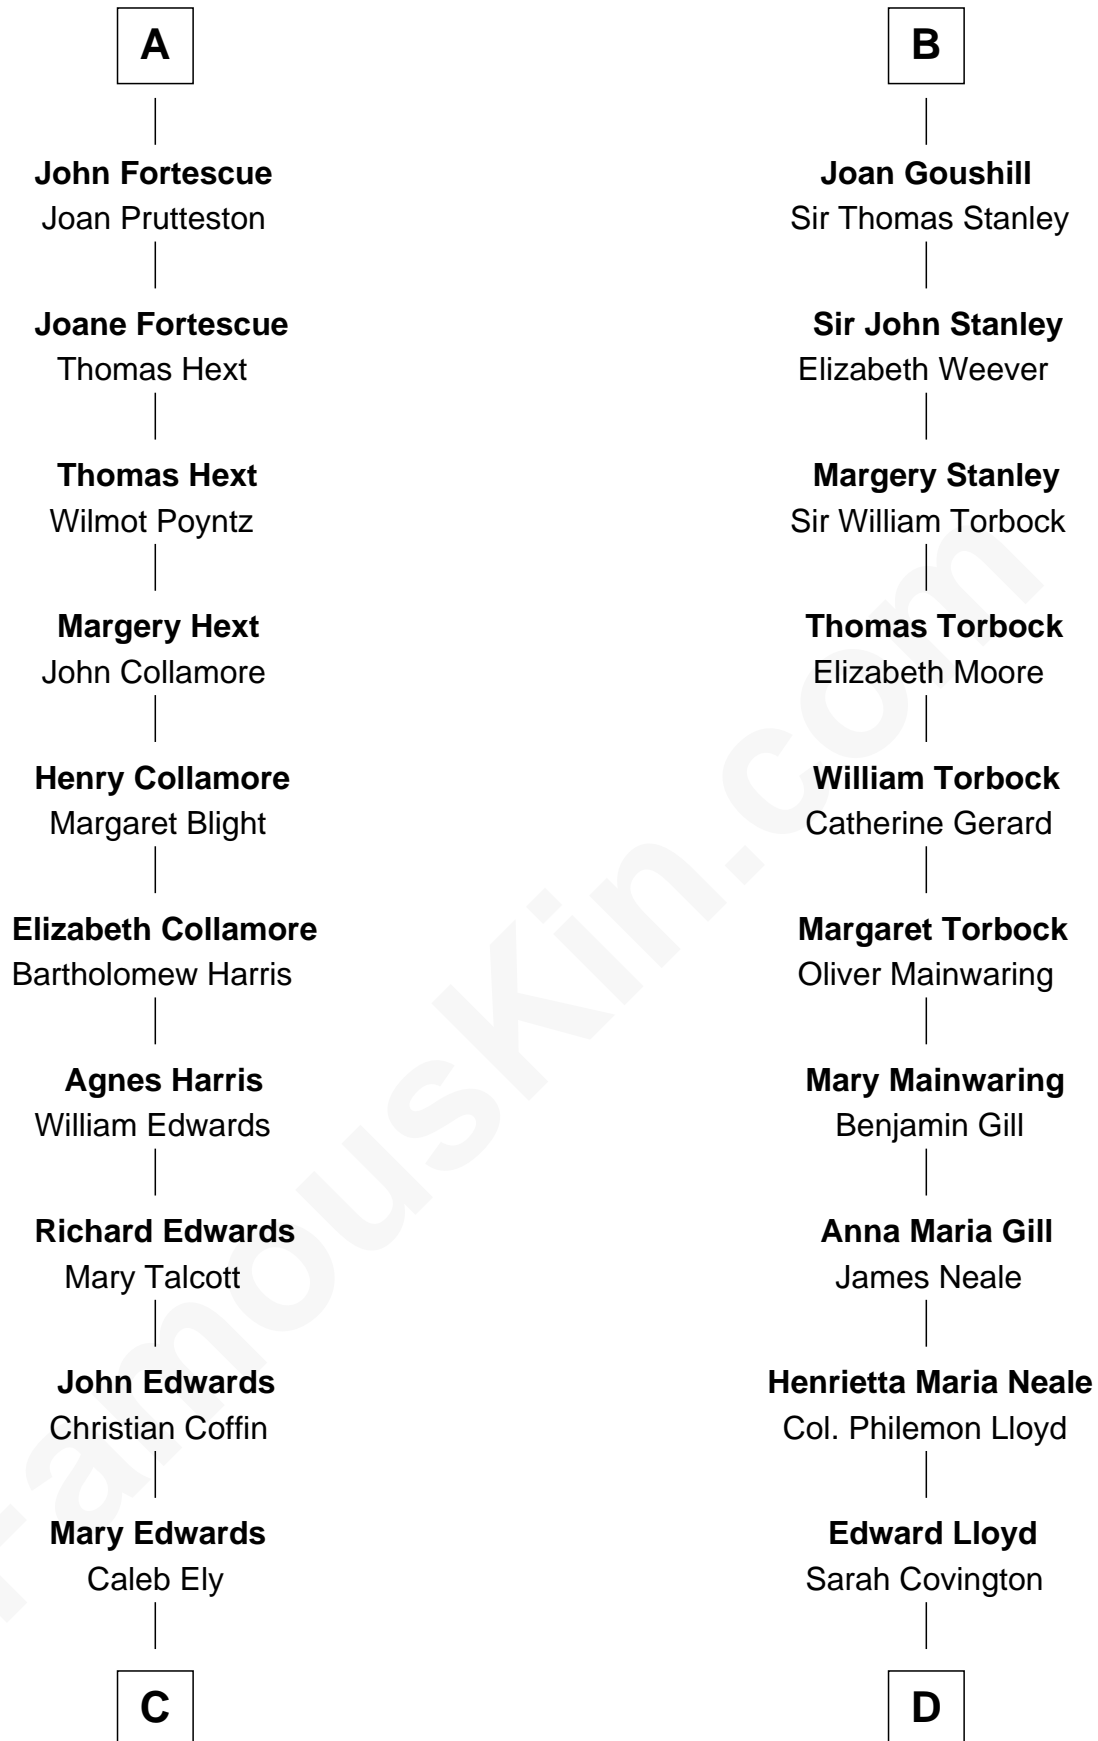 A
John Fortescue
Joan Prutteston
Joane Fortescue
Thomas Hext
Thomas Hext
Wilmot Poyntz
Margery Hext
John Collamore
Henry Collamore
Margaret Blight
Elizabeth Collamore
Bartholomew Harris
Agnes Harris
William Edwards
Richard Edwards
Mary Talcott
John Edwards
Christian Coffin
Mary Edwards
Caleb Ely
C
B
Joan Goushill
Sir Thomas Stanley
Sir John Stanley
Elizabeth Weever
Margery Stanley
Sir William Torbock
Thomas Torbock
Elizabeth Moore
William Torbock
Catherine Gerard
Margaret Torbock
Oliver Mainwaring
Mary Mainwaring
Benjamin Gill
Anna Maria Gill
James Neale
Henrietta Maria Neale
Col. Philemon Lloyd
Edward Lloyd
Sarah Covington
D
FamousKin.com